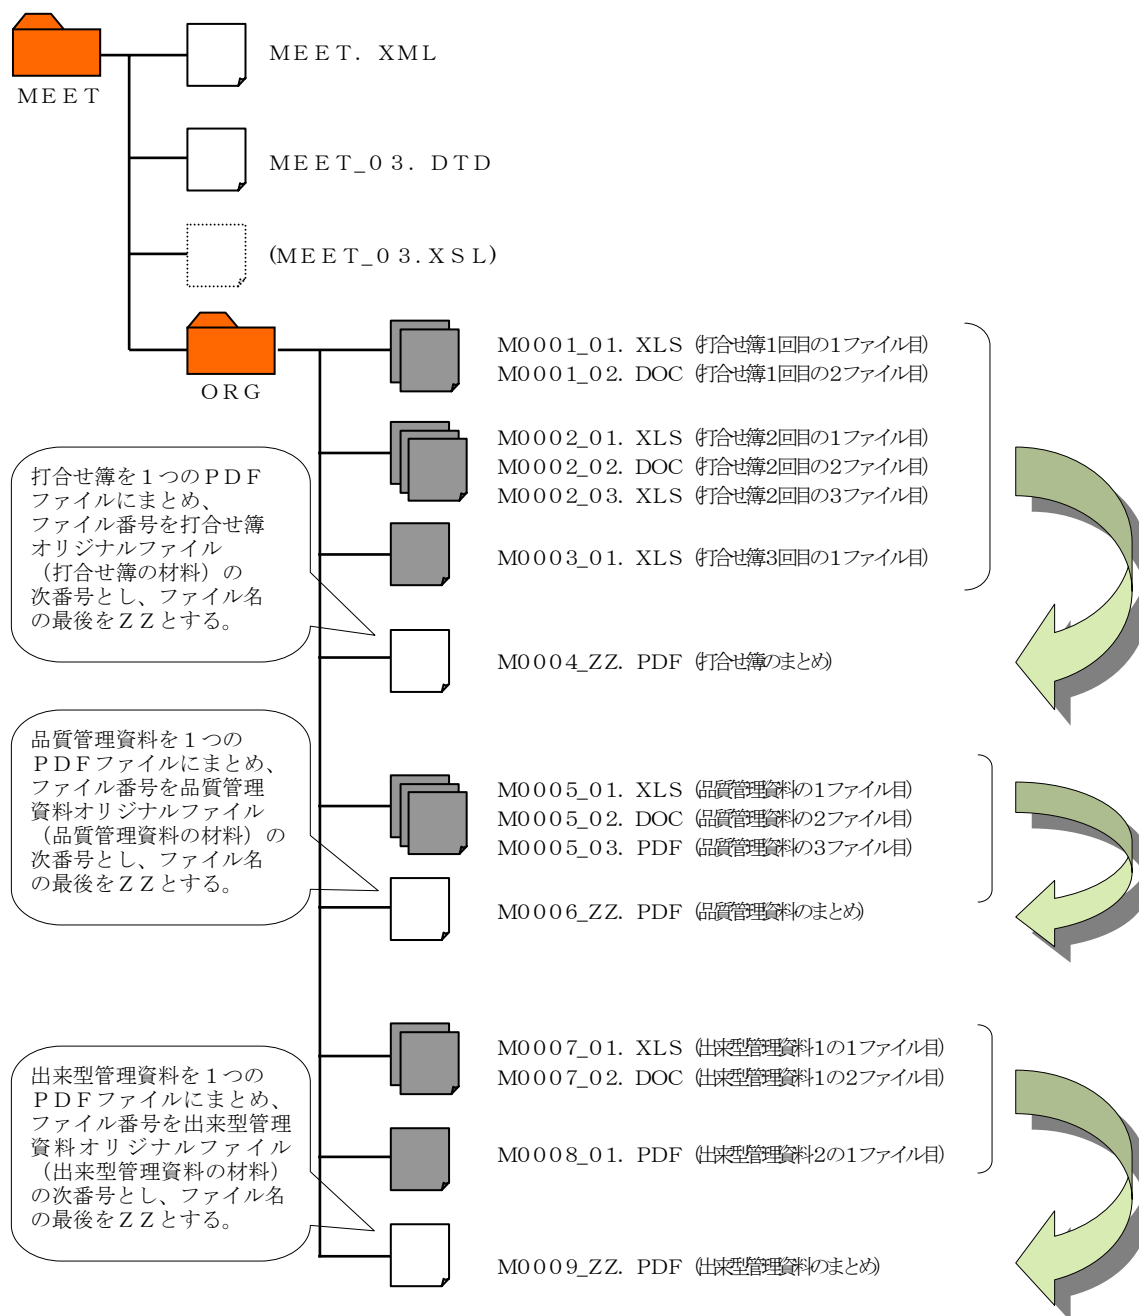 MEET
MEET．XML
MEET_03．DTD
(MEET_03.XSL)
ORG
M0001_01．XLS (打合せ簿1回目の1ファイル目)
M0001_02．DOC (打合せ簿1回目の2ファイル目)
M0002_01．XLS (打合せ簿2回目の1ファイル目)
M0002_02．DOC (打合せ簿2回目の2ファイル目)
M0002_03．XLS (打合せ簿2回目の3ファイル目)
M0003_01．XLS (打合せ簿3回目の1ファイル目)
打合せ簿を１つのＰＤＦ
ファイルにまとめ、
ファイル番号を打合せ簿
オリジナルファイル
（打合せ簿の材料）の
次番号とし、ファイル名
の最後をＺＺとする。
M0004_ZZ．PDF (打合せ簿のまとめ)
品質管理資料を１つの
ＰＤＦファイルにまとめ、
ファイル番号を品質管理
資料オリジナルファイル
（品質管理資料の材料）の
次番号とし、ファイル名
の最後をＺＺとする。
M0005_01．XLS (品質管理資料の1ファイル目)
M0005_02．DOC (品質管理資料の2ファイル目)
M0005_03．PDF (品質管理資料の3ファイル目)
M0006_ZZ．PDF (品質管理資料のまとめ)
M0007_01．XLS (出来型管理資料1の1ファイル目)
M0007_02．DOC (出来型管理資料1の2ファイル目)
出来型管理資料を１つの
ＰＤＦファイルにまとめ、
ファイル番号を出来型管理
資料オリジナルファイル
（出来型管理資料の材料）
の次番号とし、ファイル名
の最後をＺＺとする。
M0008_01．PDF (出来型管理資料2の1ファイル目)
M0009_ZZ．PDF (出来型管理資料のまとめ)